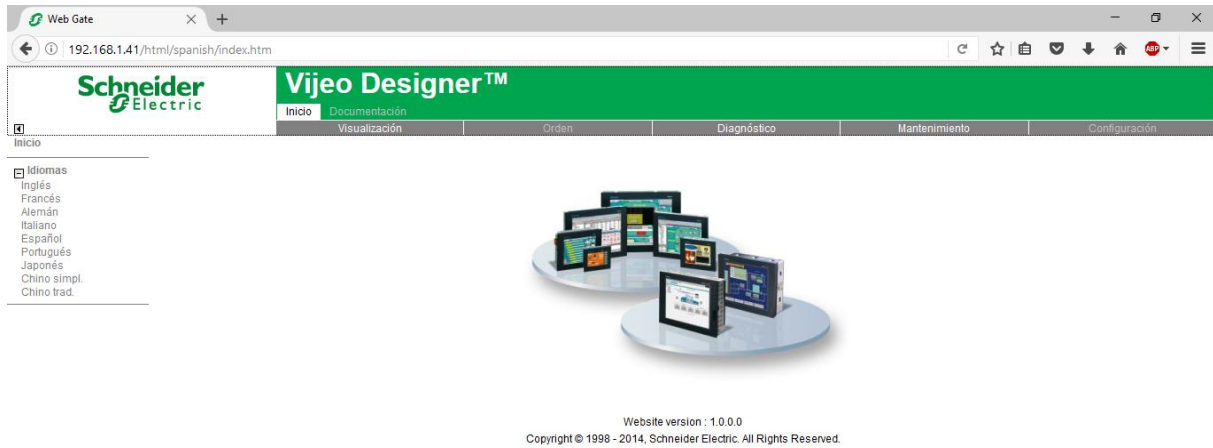 Web Gate
192.168.1.41/html/spanish/index.htm
ABP
Schneider Electric
Vijeo Designer™
Inicio Documentación
Visualización Orden Diagnóstico Mantenimiento Configuración
Inicio
Idiomas
Inglés
Francés
Alemán
Italiano
Español
Portugués
Japonés
Chino simpl.
Chino trad.
Website version : 1.0.0.0
Copyright © 1998 - 2014, Schneider Electric. All Rights Reserved.